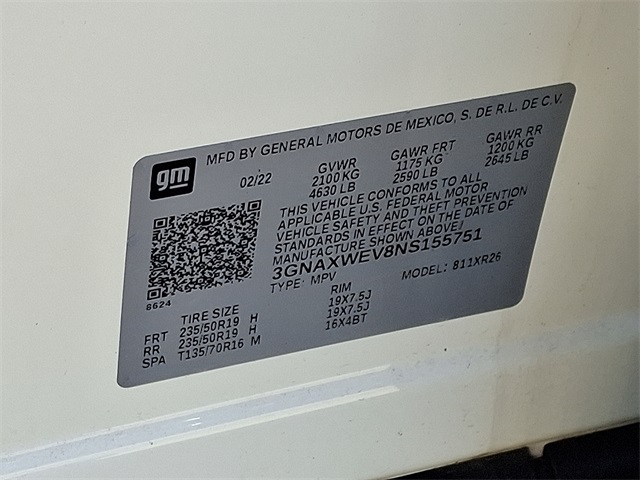 gm
MFD BY GENERAL MOTORS DE MEXICO, S. DE R.L. DE C.V.
02/22
GVWR
2100 KG
4630 LB
GAWR FRT
1175 KG
2590 LB
GAWR RR
1200 KG
2645 LB
THIS VEHICLE CONFORMS TO ALL
APPLICABLE U.S. FEDERAL MOTOR
VEHICLE SAFETY AND THEFT PREVENTION
STANDARDS IN EFFECT ON THE DATE OF
MANUFACTURE SHOWN ABOVE.
3GNAXWEV8NS155751
TYPE: MPV MODEL: 811XR26
8624
TIRE SIZE RIM
FRT 235/50R19 H 19X7.5J
RR 235/50R19 H 19X7.5J
SPA T135/70R16 M 16X4BT